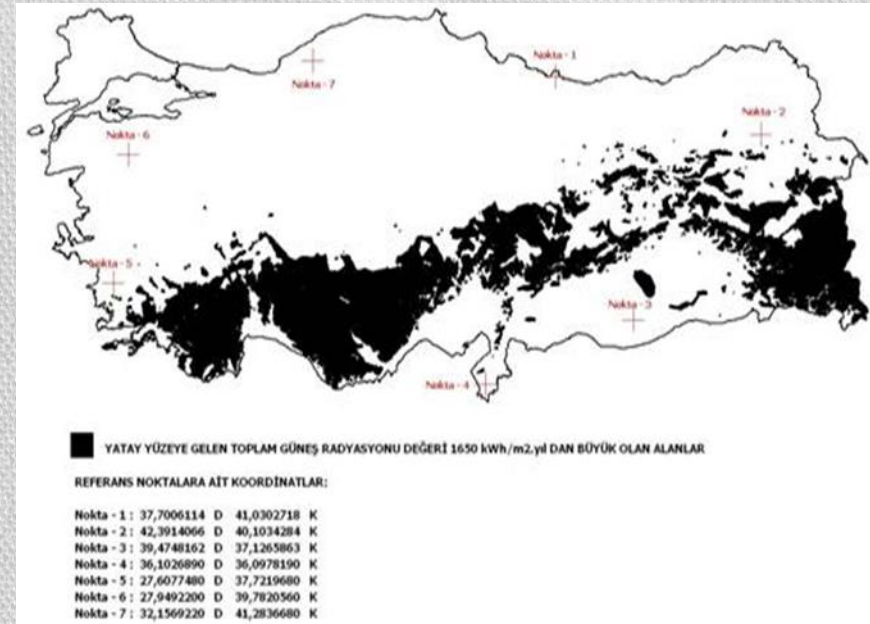 Nokta - 1
Nokta - 7
Nokta - 2
Nokta - 6
Nokta - 5
Nokta - 3
Nokta - 4
YATAY YÜZEYE GELEN TOPLAM GÜNEŞ RADYASYONU DEĞERİ 1650 kWh/m2.yıl DAN BÜYÜK OLAN ALANLAR
REFERANS NOKTALARA AİT KOORDİNATLAR:
Nokta - 1 : 37,7006114 D 41,0302718 K
Nokta - 2 : 42,3914066 D 40,1034284 K
Nokta - 3 : 39,4748162 D 37,1265863 K
Nokta - 4 : 36,1026890 D 36,0978190 K
Nokta - 5 : 27,6077480 D 37,7219680 K
Nokta - 6 : 27,9492200 D 39,7820560 K
Nokta - 7 : 32,1569220 D 41,2836680 K